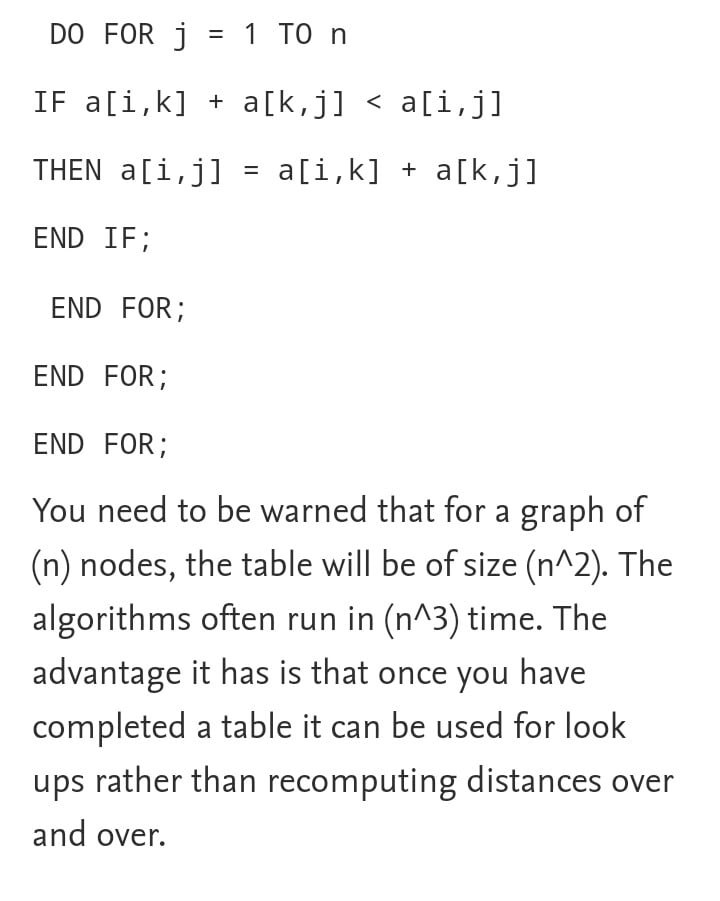 DO FOR j = 1 TO n
IF a[i,k] + a[k,j] < a[i,j]
THEN a[i,j] = a[i,k] + a[k,j]
END IF;
END FOR;
END FOR;
END FOR;
You need to be warned that for a graph of
(n) nodes, the table will be of size (n^2). The
algorithms often run in (n^3) time. The
advantage it has is that once you have
completed a table it can be used for look
ups rather than recomputing distances over
and over.